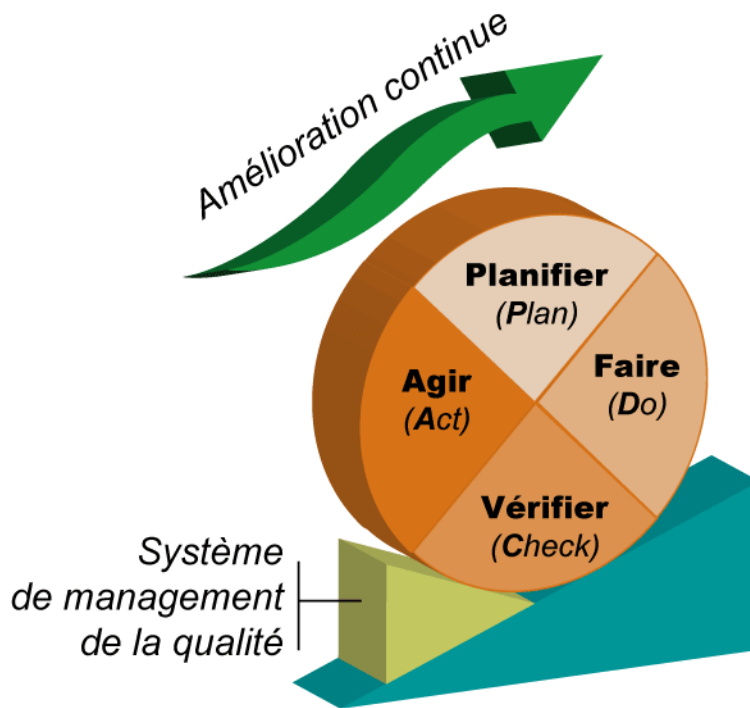 Amélioration continue
Planifier
(Plan)
Faire
(Do)
Agir
(Act)
Vérifier
(Check)
Système
de management
de la qualité